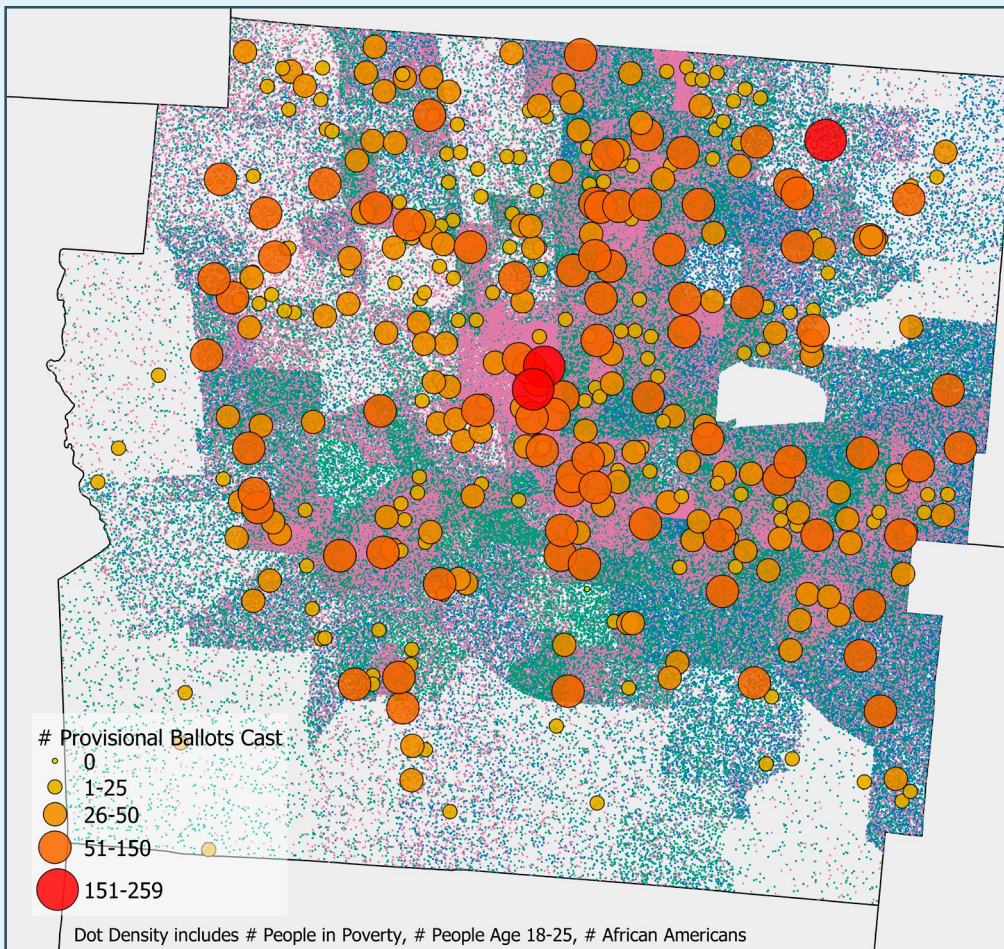 # Provisional Ballots Cast
0
1-25
26-50
51-150
151-259
Dot Density includes # People in Poverty, # People Age 18-25, # African Americans